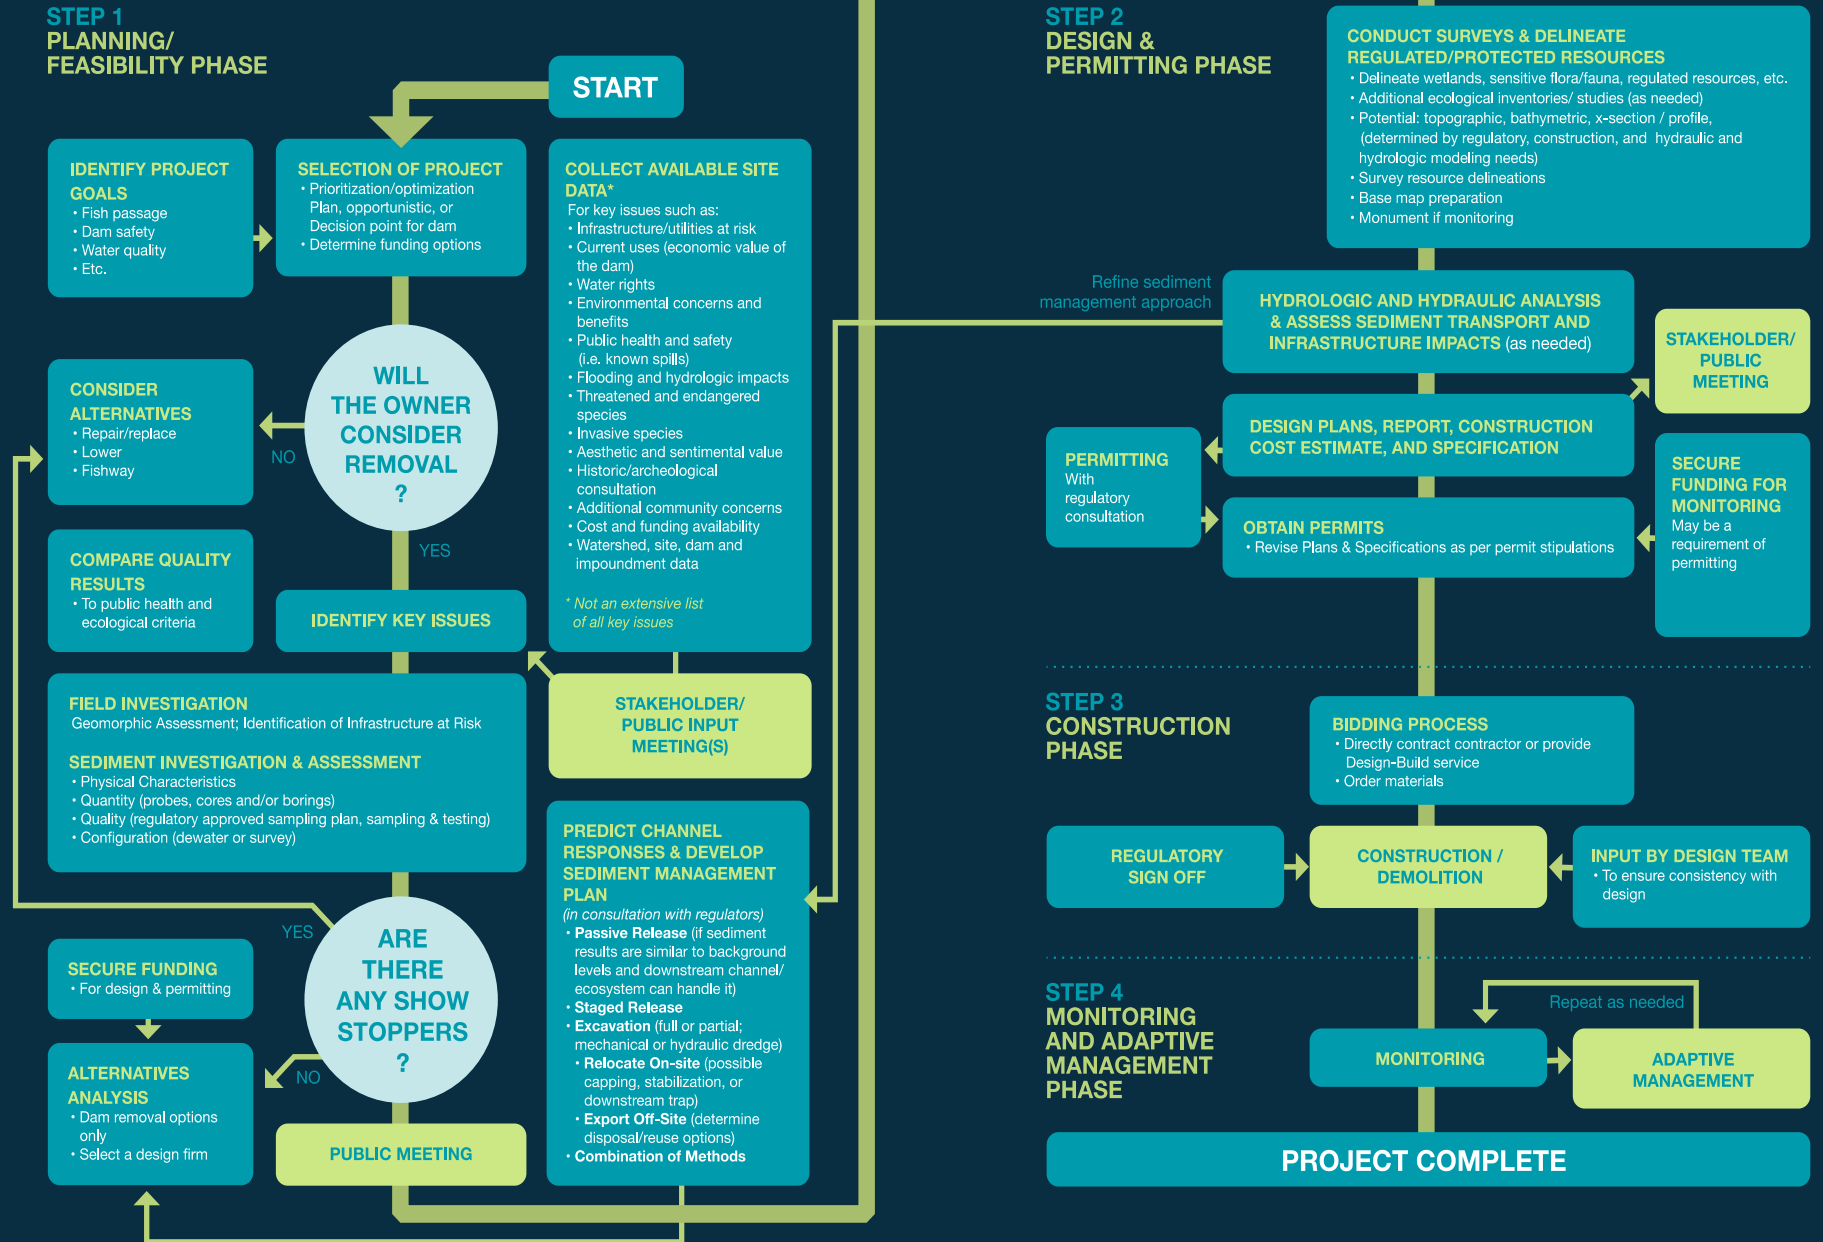 STEP 1
PLANNING/
FEASIBILITY PHASE
START
IDENTIFY PROJECT
GOALS
• Fish passage
• Dam safety
• Water quality
• Etc.
SELECTION OF PROJECT
• Prioritization/optimization
Plan, opportunistic, or
Decision point for dam
• Determine funding options
COLLECT AVAILABLE SITE
DATA*
For key issues such as:
• Infrastructure/utilities at risk
• Current uses (economic value of
the dam)
• Water rights
• Environmental concerns and
benefits
• Public health and safety
(i.e. known spills)
• Flooding and hydrologic impacts
• Threatened and endangered
species
• Invasive species
• Aesthetic and sentimental value
• Historic/archeological
consultation
• Additional community concerns
• Cost and funding availability
• Watershed, site, dam and
impoundment data
* Not an extensive list
of all key issues
WILL
THE OWNER
CONSIDER
REMOVAL
?
NO
YES
CONSIDER
ALTERNATIVES
• Repair/replace
• Lower
• Fishway
COMPARE QUALITY
RESULTS
• To public health and
ecological criteria
IDENTIFY KEY ISSUES
STAKEHOLDER/
PUBLIC INPUT
MEETING(S)
FIELD INVESTIGATION
Geomorphic Assessment; Identification of Infrastructure at Risk
SEDIMENT INVESTIGATION & ASSESSMENT
• Physical Characteristics
• Quantity (probes, cores and/or borings)
• Quality (regulatory approved sampling plan, sampling & testing)
• Configuration (dewater or survey)
PREDICT CHANNEL
RESPONSES & DEVELOP
SEDIMENT MANAGEMENT
PLAN
(in consultation with regulators)
• Passive Release (if sediment
results are similar to background
levels and downstream channel/
ecosystem can handle it)
• Staged Release
• Excavation (full or partial;
mechanical or hydraulic dredge)
• Relocate On-site (possible
capping, stabilization, or
downstream trap)
• Export Off-Site (determine
disposal/reuse options)
• Combination of Methods
YES
ARE
THERE
ANY SHOW
STOPPERS
?
NO
SECURE FUNDING
• For design & permitting
ALTERNATIVES
ANALYSIS
• Dam removal options
only
• Select a design firm
PUBLIC MEETING
STEP 2
DESIGN &
PERMITTING PHASE
CONDUCT SURVEYS & DELINEATE
REGULATED/PROTECTED RESOURCES
• Delineate wetlands, sensitive flora/fauna, regulated resources, etc.
• Additional ecological inventories/ studies (as needed)
• Potential: topographic, bathymetric, x-section / profile,
(determined by regulatory, construction, and hydraulic and
hydrologic modeling needs)
• Survey resource delineations
• Base map preparation
• Monument if monitoring
Refine sediment
management approach
HYDROLOGIC AND HYDRAULIC ANALYSIS
& ASSESS SEDIMENT TRANSPORT AND
INFRASTRUCTURE IMPACTS (as needed)
STAKEHOLDER/
PUBLIC
MEETING
DESIGN PLANS, REPORT, CONSTRUCTION
COST ESTIMATE, AND SPECIFICATION
PERMITTING
With
regulatory
consultation
OBTAIN PERMITS
• Revise Plans & Specifications as per permit stipulations
SECURE
FUNDING FOR
MONITORING
May be a
requirement of
permitting
STEP 3
CONSTRUCTION
PHASE
BIDDING PROCESS
• Directly contract contractor or provide
Design-Build service
• Order materials
REGULATORY
SIGN OFF
CONSTRUCTION /
DEMOLITION
INPUT BY DESIGN TEAM
• To ensure consistency with
design
STEP 4
MONITORING
AND ADAPTIVE
MANAGEMENT
PHASE
Repeat as needed
MONITORING
ADAPTIVE
MANAGEMENT
PROJECT COMPLETE